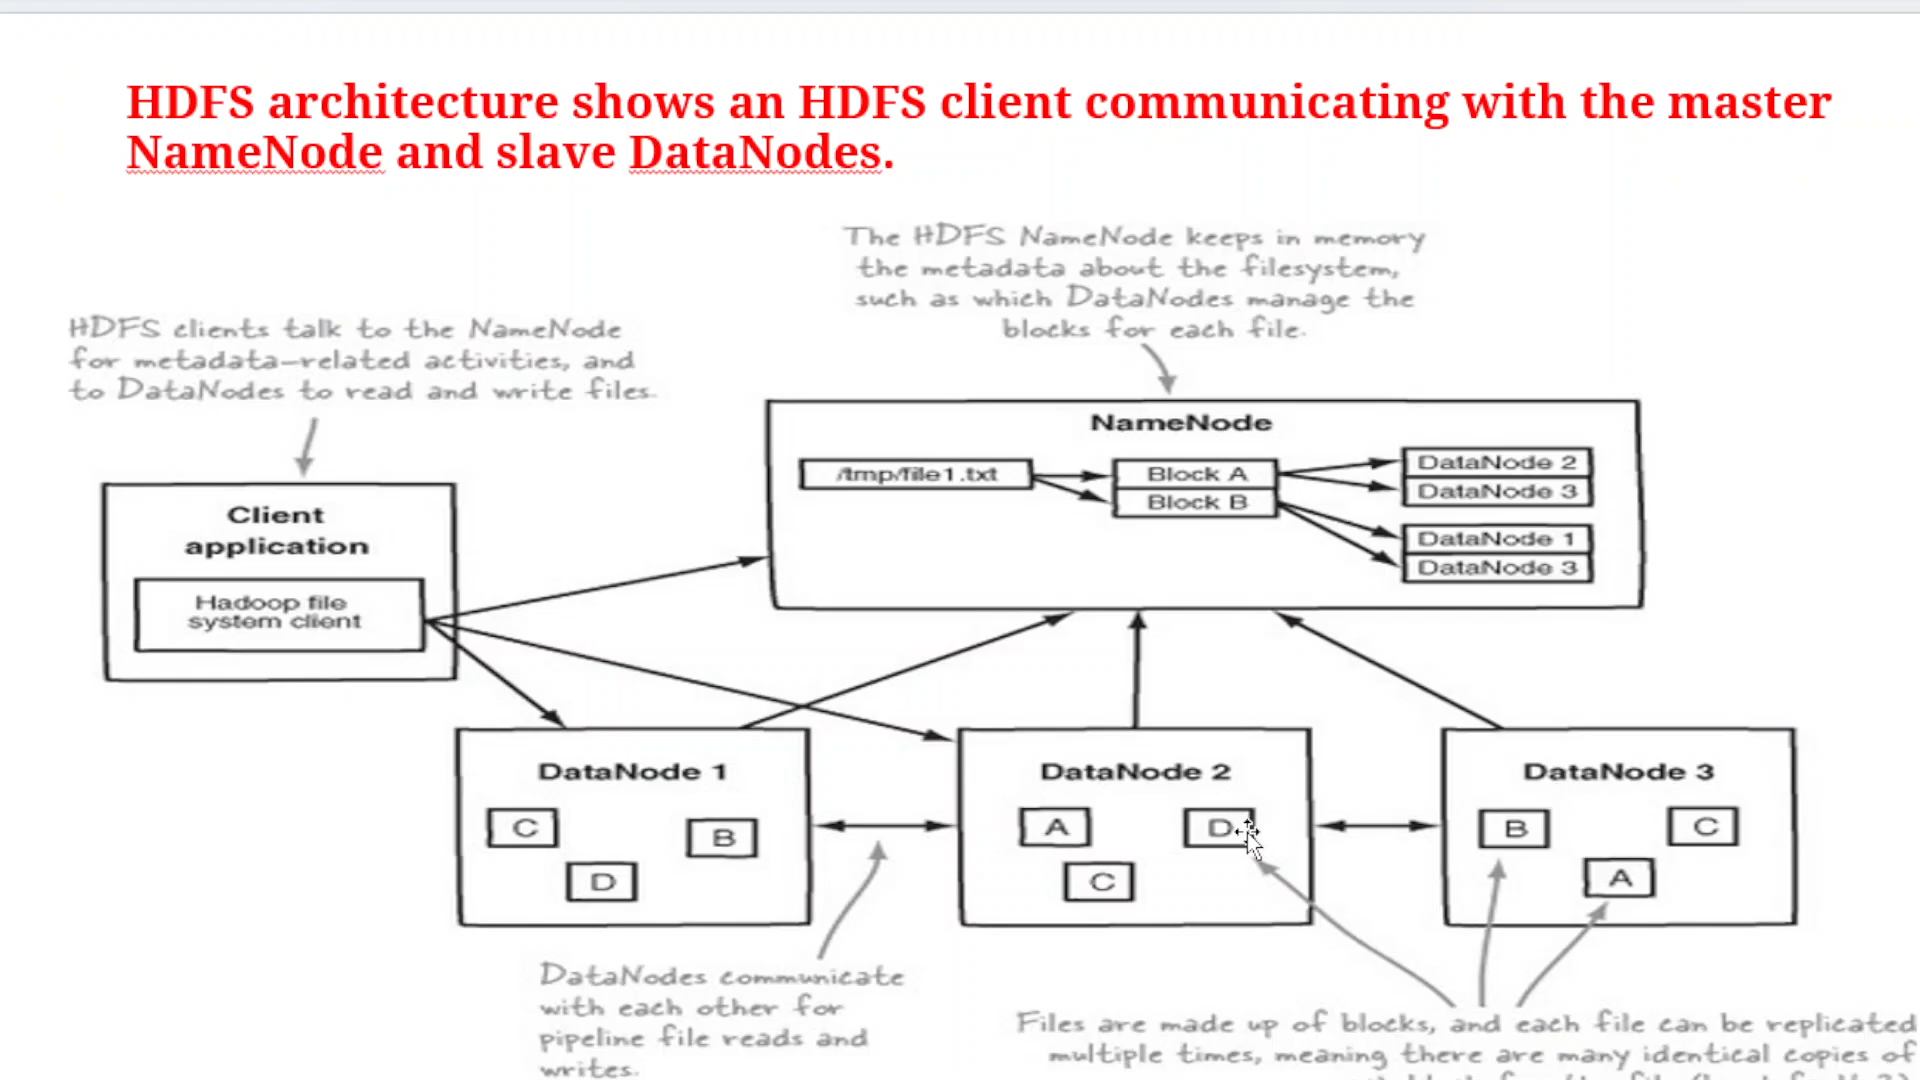 HDFS architecture shows an HDFS client communicating with the master
NameNode and slave DataNodes.
The HDFS NameNode keeps in memory
the metadata about the filesystem,
such as which DataNodes manage the
blocks for each file.
HDFS clients talk to the NameNode
for metadata-related activities, and
to DataNodes to read and write files.
NameNode
/tmp/file1.txt
Block A
Block B
DataNode 2
DataNode 3
DataNode 1
DataNode 3
Client
application
Hadoop file
system client
DataNode 1
C
B
D
DataNode 2
A
D
C
DataNode 3
B
C
A
DataNodes communicate
with each other for
pipeline file reads and
writes.
Files are made up of blocks, and each file can be replicated
multiple times, meaning there are many identical copies of